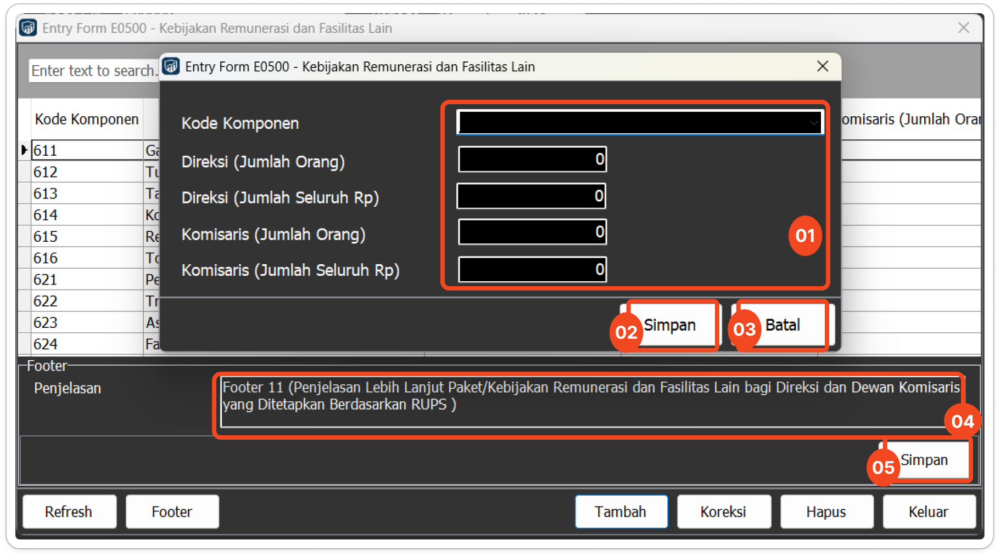 Entry Form E0500 - Kebijakan Remunerasi dan Fasilitas Lain
Enter text to search.
Entry Form E0500 - Kebijakan Remunerasi dan Fasilitas Lain
Kode Komponen
omisaris (Jumlah Oran
611 Ga
612 Tu
613 Ta
614 Ko
615 Re
616 To
621 Pe
622 Tr
623 As
624 Fa
Kode Komponen
Direksi (Jumlah Orang) 0
Direksi (Jumlah Seluruh Rp) 0
Komisaris (Jumlah Orang) 0
Komisaris (Jumlah Seluruh Rp) 0
01
02 Simpan 03 Batal
Footer
Penjelasan
Footer 11 (Penjelasan Lebih Lanjut Paket/Kebijakan Remunerasi dan Fasilitas Lain bagi Direksi dan Dewan Komisaris
yang Ditetapkan Berdasarkan RUPS )
04
05 Simpan
Refresh Footer Tambah Koreksi Hapus Keluar